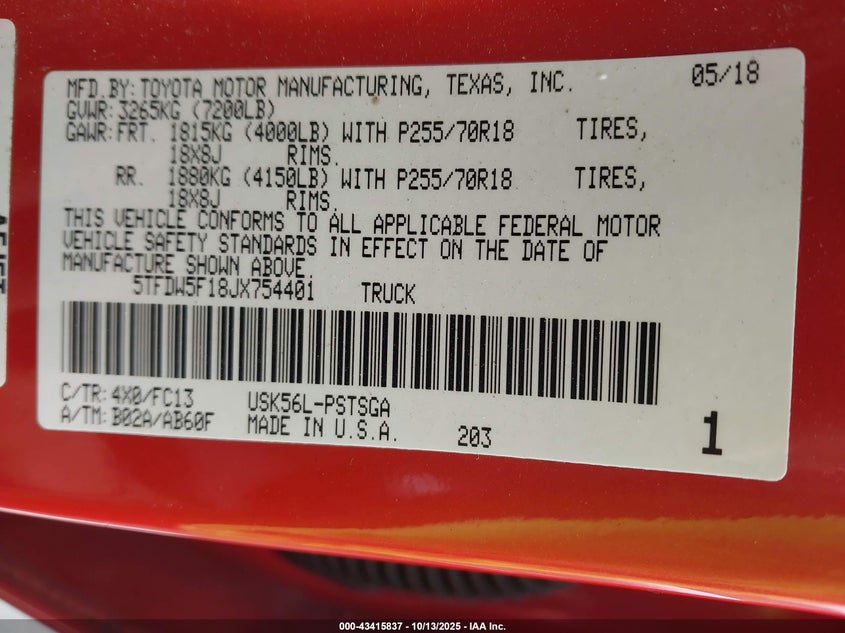 MFD.BY:TOYOTA MOTOR MANUFACTURING, TEXAS, INC. 05/18
GVWR:3265KG (7200LB)
GAWR:FRT. 1815KG (4000LB) WITH P255/70R18 TIRES,
18X8J RIMS.
RR. 1880KG (4150LB) WITH P255/70R18 TIRES,
18X8J RIMS.
THIS VEHICLE CONFORMS TO ALL APPLICABLE FEDERAL MOTOR
VEHICLE SAFETY STANDARDS IN EFFECT ON THE DATE OF
MANUFACTURE SHOWN ABOVE.
5TFDW5F18JX754401 TRUCK
C/TR:4X0/FC13 USK56L-PSTSGA
A/TM:B02A/AB60F MADE IN U.S.A. 203 1
000-43415837 - 10/13/2025 - IAA Inc.